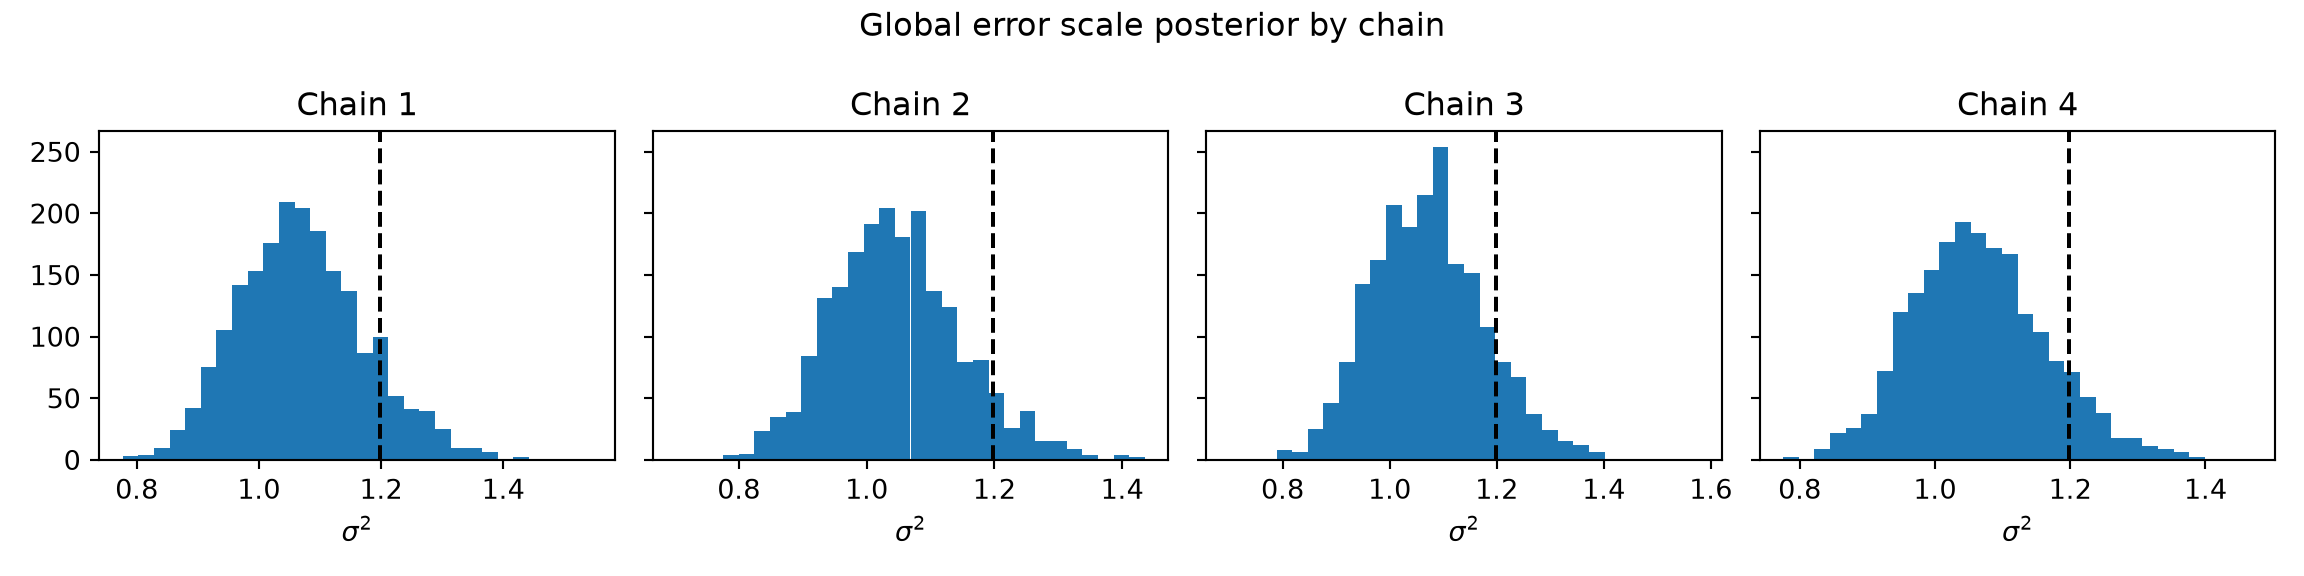 Global error scale posterior by chain
Chain 1 Chain 2 Chain 3 Chain 4
250
200
150
100
50
0
0.8 1.0 1.2 1.4 0.8 1.0 1.2 1.4 0.8 1.0 1.2 1.4 1.6 0.8 1.0 1.2 1.4
σ² σ² σ² σ²